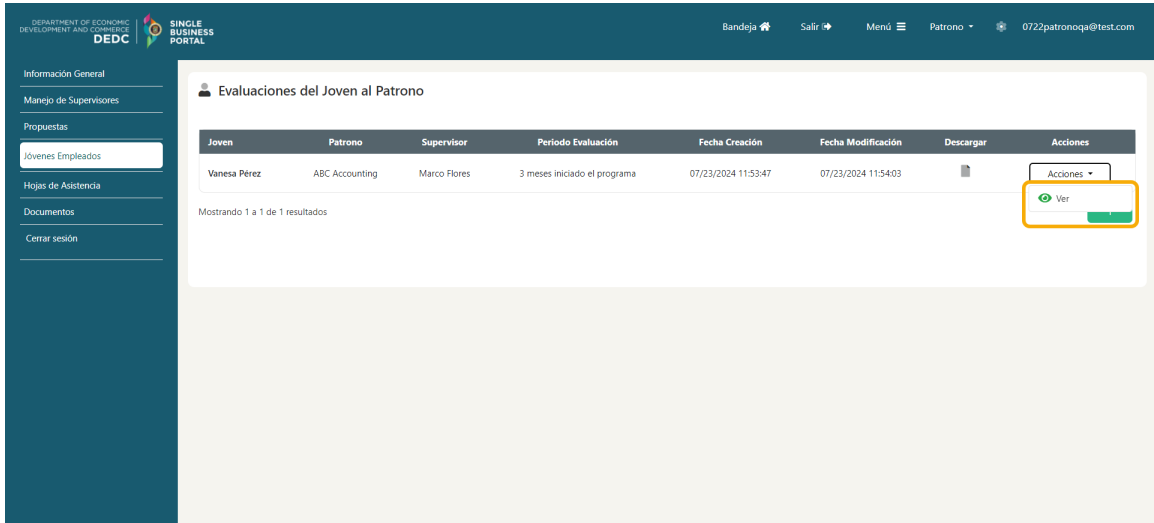 DEPARTMENT OF ECONOMIC
DEVELOPMENT AND COMMERCE
DEDC
SINGLE
BUSINESS
PORTAL
Bandeja Salir Menú Patrono 0722patronoqa@test.com
Información General
Manejo de Supervisores
Propuestas
Jóvenes Empleados
Hojas de Asistencia
Documentos
Cerrar sesión
Evaluaciones del Joven al Patrono
Joven Patrono Supervisor Periodo Evaluación Fecha Creación Fecha Modificación Descargar Acciones
Vanesa Pérez ABC Accounting Marco Flores 3 meses iniciado el programa 07/23/2024 11:53:47 07/23/2024 11:54:03 Acciones
Ver
Mostrando 1 a 1 de 1 resultados